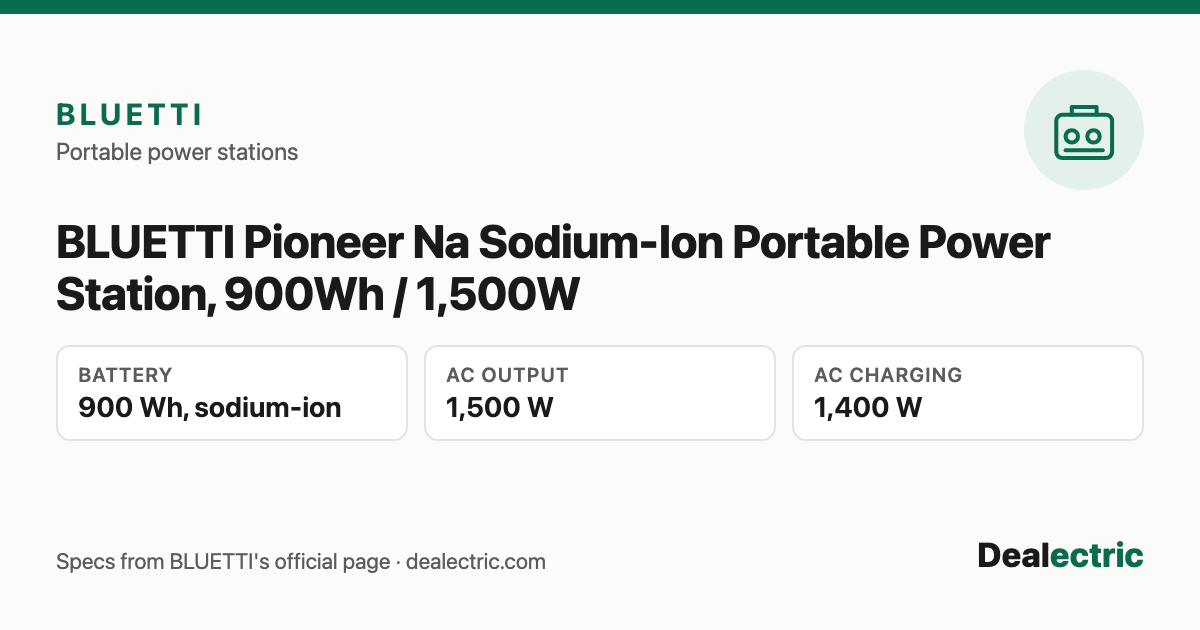 BLUETTI
Portable power stations
BLUETTI Pioneer Na Sodium-Ion Portable Power
Station, 900Wh / 1,500W
BATTERY
900 Wh, sodium-ion
AC OUTPUT
1,500 W
AC CHARGING
1,400 W
Specs from BLUETTI's official page · dealectric.com
Dealectric